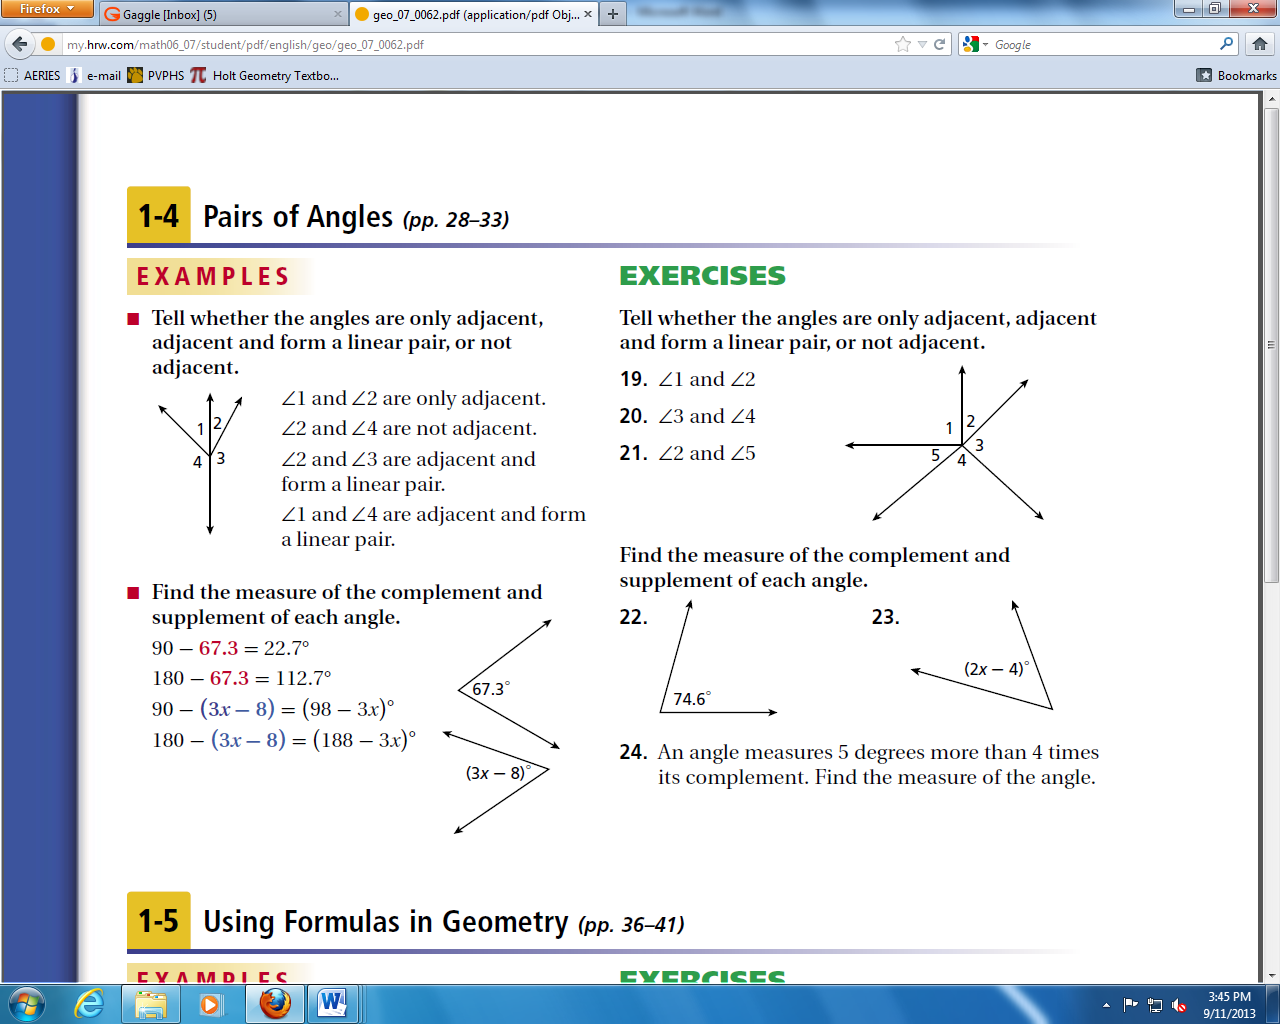 Firefox
Gaggle [Inbox] (5)
geo_07_0062.pdf (application/pdf Obj...
Microsoft Word
my.hrw.com/math06_07/student/pdf/english/geo/geo_07_0062.pdf
Google
AERIES
e-mail
PVPHS
Holt Geometry Textbo...
Bookmarks
1-4 Pairs of Angles (pp. 28–33)
EXAMPLES
Tell whether the angles are only adjacent,
adjacent and form a linear pair, or not
adjacent.
1
2
4
3
∠1 and ∠2 are only adjacent.
∠2 and ∠4 are not adjacent.
∠2 and ∠3 are adjacent and
form a linear pair.
∠1 and ∠4 are adjacent and form
a linear pair.
Find the measure of the complement and
supplement of each angle.
90 – 67.3 = 22.7°
180 – 67.3 = 112.7°
90 – (3x – 8) = (98 – 3x)°
180 – (3x – 8) = (188 – 3x)°
67.3°
(3x – 8)°
EXERCISES
Tell whether the angles are only adjacent, adjacent
and form a linear pair, or not adjacent.
19. ∠1 and ∠2
20. ∠3 and ∠4
21. ∠2 and ∠5
1
2
3
5
4
Find the measure of the complement and
supplement of each angle.
22.
74.6°
23.
(2x – 4)°
24. An angle measures 5 degrees more than 4 times
its complement. Find the measure of the angle.
1-5 Using Formulas in Geometry (pp. 36–41)
EXAMPLES
EXERCISES
3:45 PM
9/11/2013